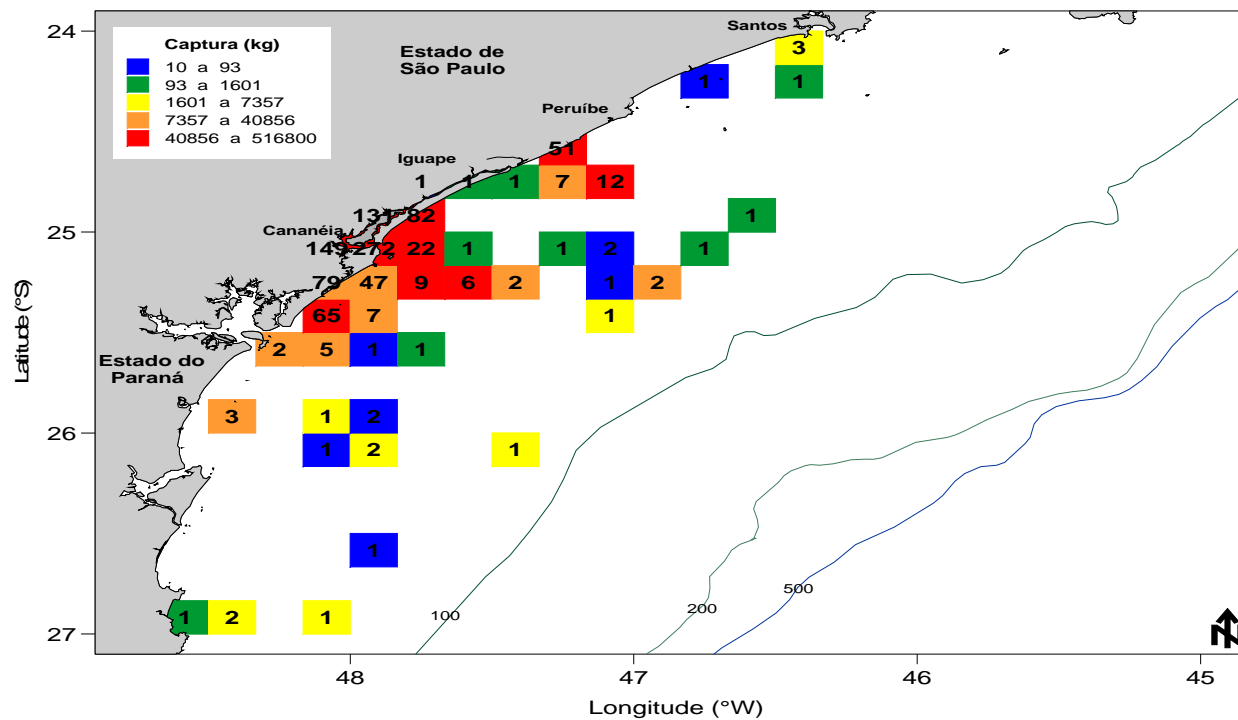 24
25
26
27
Latitude (°S)
Captura (kg)
10 a 93
93 a 1601
1601 a 7357
7357 a 40856
40856 a 516800
Estado de
São Paulo
Santos
3
1 1
Peruíbe
51
Iguape
1 1 1 7 12
131 82 1
Cananéia
149 272 22 1 1 2 1
79 47 9 6 2 1 2
65 7 1
2 5 1 1
Estado do
Paraná
3 1 2
1 2 1
1
1 2 1
100
200
500
N
48 47 46 45
Longitude (°W)